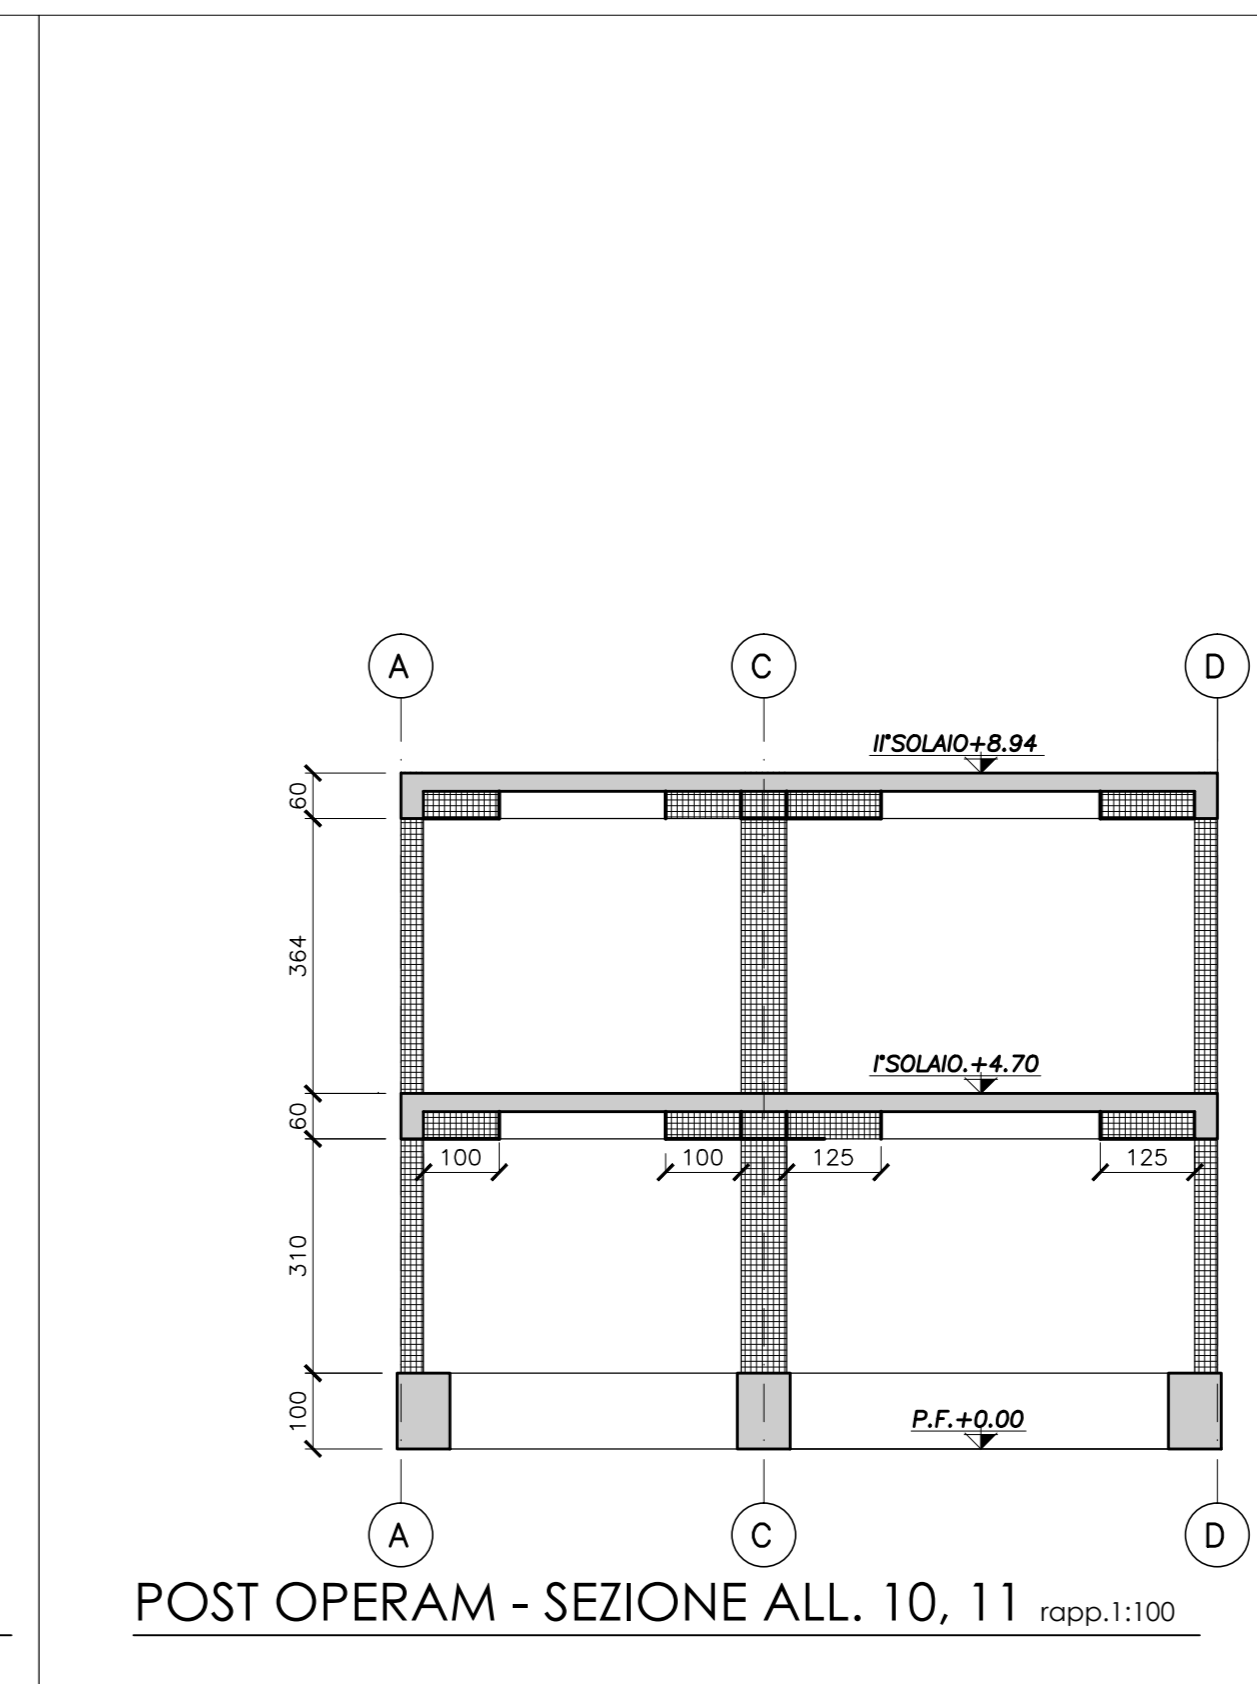 A C D
II°SOLAIO+8.94
60
364
I°SOLAIO.+4.70
60
100 100 125 125
310
100
P.F.+0.00
A C D
POST OPERAM - SEZIONE ALL. 10, 11 rapp.1:100